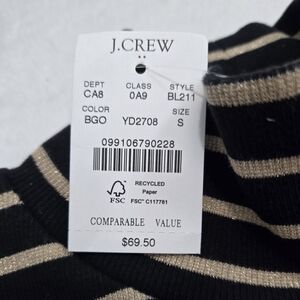 J.CREW
DEPT CLASS STYLE
CA8 0A9 BL211
COLOR SIZE
BGO YD2708 S
099106790228
FSC
RECYCLED
Paper
FSC® C117781
COMPARABLE VALUE
$69.50